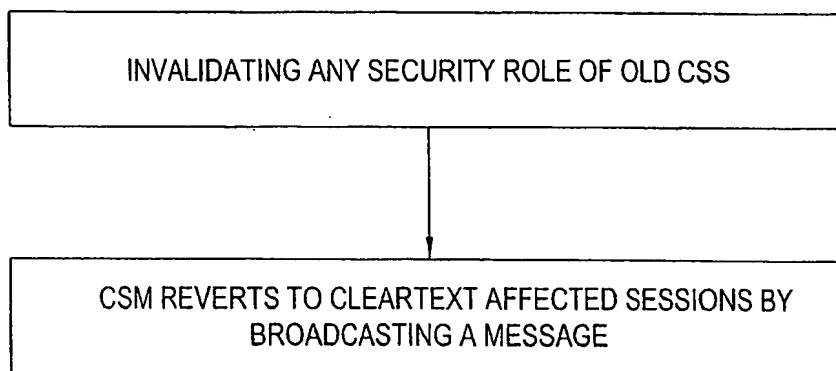 INVALIDATING ANY SECURITY ROLE OF OLD CSS
CSM REVERTS TO CLEARTEXT AFFECTED SESSIONS BY
BROADCASTING A MESSAGE